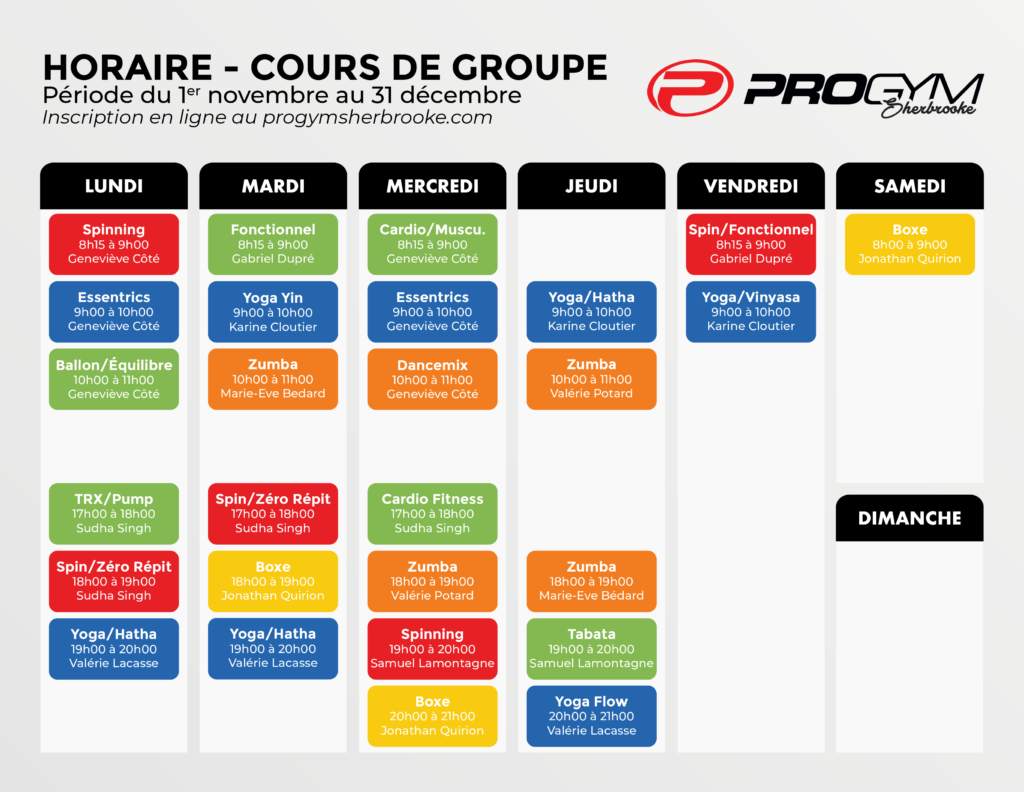 HORAIRE - COURS DE GROUPE
Période du 1er novembre au 31 décembre
Inscription en ligne au progymsherbrooke.com
PROGYM
Sherbrooke
LUNDI
Spinning
8h15 à 9h00
Geneviève Côté
Essentrics
9h00 à 10h00
Geneviève Côté
Ballon/Équilibre
10h00 à 11h00
Geneviève Côté
TRX/Pump
17h00 à 18h00
Sudha Singh
Spin/Zéro Répit
18h00 à 19h00
Sudha Singh
Yoga/Hatha
19h00 à 20h00
Valérie Lacasse
MARDI
Fonctionnel
8h15 à 9h00
Gabriel Dupré
Yoga Yin
9h00 à 10h00
Karine Cloutier
Zumba
10h00 à 11h00
Marie-Eve Bedard
Spin/Zéro Répit
17h00 à 18h00
Sudha Singh
Boxe
18h00 à 19h00
Jonathan Quirion
Yoga/Hatha
19h00 à 20h00
Valérie Lacasse
MERCREDI
Cardio/Muscu.
8h15 à 9h00
Geneviève Côté
Essentrics
9h00 à 10h00
Geneviève Côté
Dancemix
10h00 à 11h00
Geneviève Côté
Cardio Fitness
17h00 à 18h00
Sudha Singh
Zumba
18h00 à 19h00
Valérie Potard
Spinning
19h00 à 20h00
Samuel Lamontagne
Boxe
20h00 à 21h00
Jonathan Quirion
JEUDI
Yoga/Hatha
9h00 à 10h00
Karine Cloutier
Zumba
10h00 à 11h00
Valérie Potard
Zumba
18h00 à 19h00
Marie-Eve Bédard
Tabata
19h00 à 20h00
Samuel Lamontagne
Yoga Flow
20h00 à 21h00
Valérie Lacasse
VENDREDI
Spin/Fonctionnel
8h15 à 9h00
Gabriel Dupré
Yoga/Vinyasa
9h00 à 10h00
Karine Cloutier
SAMEDI
Boxe
8h00 à 9h00
Jonathan Quirion
DIMANCHE